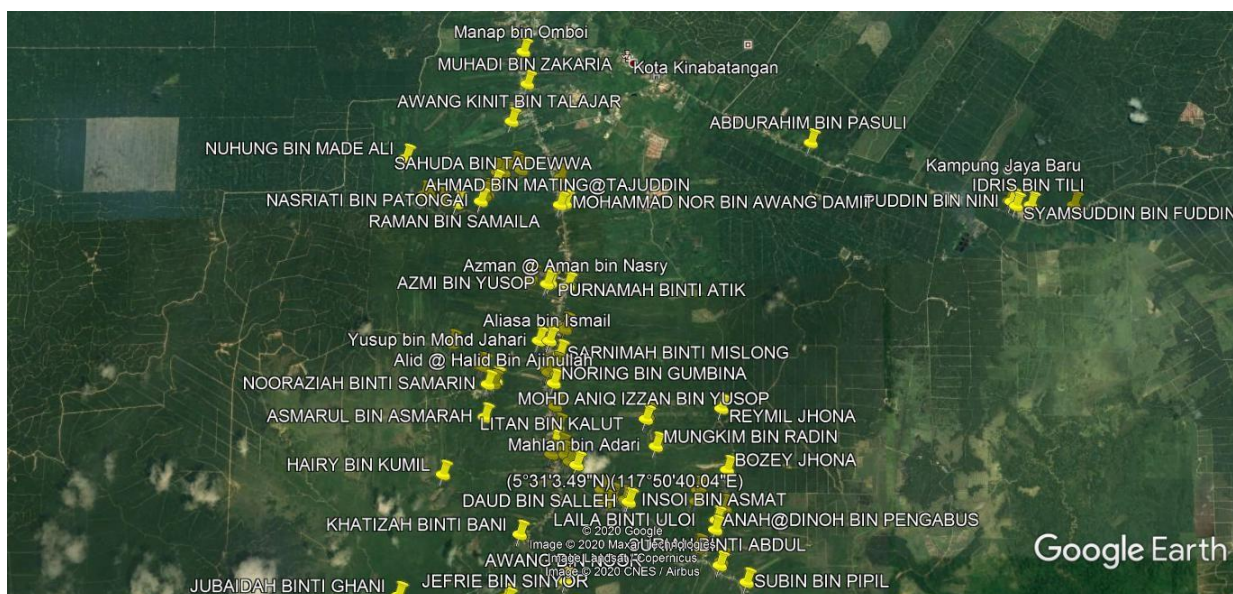 Manap bin Omboi
MUHADI BIN ZAKARIA
Kota Kinabatangan
AWANG KINIT BIN TALAJAR
ABDURAHIM BIN PASULI
NUHUNG BIN MADE ALI
SAHUDA BIN TADEWWA
Kampung Jaya Baru
AHMAD BIN MATING@TAJUDDIN
IDRIS BIN TILI
NASRIATI BIN PATONGAI
MOHAMMAD NOR BIN AWANG DAMIT
PUDDIN BIN NINI
SYAMSUDDIN BIN FUDDIN
RAMAN BIN SAMAILA
Azman @ Aman bin Nasry
AZMI BIN YUSOP
PURNAMAH BINTI ATIK
Aliasa bin Ismail
Yusup bin Mohd Jahari
SARNIMAH BINTI MISLONG
Alid @ Halid Bin Ajinullah
NORING BIN GUMBINA
NOORAZIAH BINTI SAMARIN
MOHD ANIQ IZZAN BIN YUSOP
ASMARUL BIN ASMARAH
REYMIL JHONA
LITAN BIN KALUT
MUNGKIM BIN RADIN
Mahlan bin Adari
BOZEY JHONA
HAIRY BIN KUMIL
(5°31'3.49"N)(117°50'40.04"E)
DAUD BIN SALLEH
INSOI BIN ASMAT
LAILA BINTI ULOI
ANAH@DINOH BIN PENGABUS
KHATIZAH BINTI BANI
© 2020 Google
Image © 2020 Maxar Technologies
BINTI ABDUL
Image Landsat / Copernicus
AWANG BIN NOOR
Image © 2020 CNES / Airbus
Google Earth
JUBAIDAH BINTI GHANI
JEFRIE BIN SINYOR
SUBIN BIN PIPIL